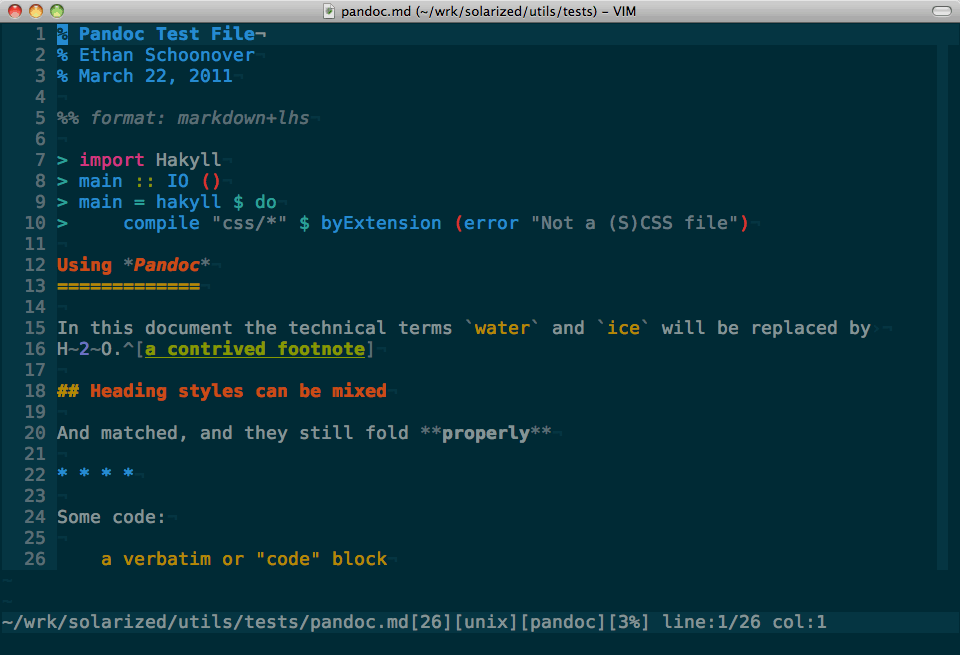 pandoc.md (~/wrk/solarized/utils/tests) – VIM
1 % Pandoc Test File¬
2 % Ethan Schoonover¬
3 % March 22, 2011¬
4 ¬
5 %% format: markdown+lhs¬
6 ¬
7 > import Hakyll¬
8 > main :: IO ()¬
9 > main = hakyll $ do¬
10 >     compile "css/*" $ byExtension (error "Not a (S)CSS file")¬
11 ¬
12 Using *Pandoc*¬
13 =============¬
14 ¬
15 In this document the technical terms `water` and `ice` will be replaced by ¬
16 H~2~O.^[a contrived footnote]¬
17 ¬
18 ## Heading styles can be mixed¬
19 ¬
20 And matched, and they still fold **properly**¬
21 ¬
22 * * * *¬
23 ¬
24 Some code:¬
25 ¬
26     a verbatim or "code" block¬
~
~
~/wrk/solarized/utils/tests/pandoc.md[26][unix][pandoc][3%] line:1/26 col:1